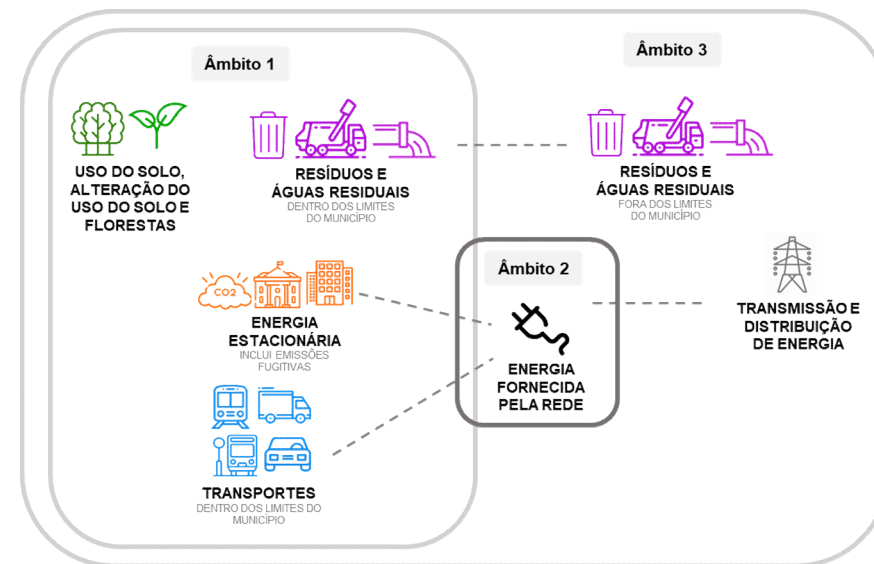 Âmbito 1
Âmbito 3
USO DO SOLO,
ALTERAÇÃO DO
USO DO SOLO E
FLORESTAS
RESÍDUOS E
ÁGUAS RESIDUAIS
DENTRO DOS LIMITES
DO MUNICÍPIO
RESÍDUOS E
ÁGUAS RESIDUAIS
FORA DOS LIMITES
DO MUNICÍPIO
CO2
ENERGIA
ESTACIONÁRIA
INCLUI EMISSÕES
FUGITIVAS
Âmbito 2
ENERGIA
FORNECIDA
PELA REDE
TRANSMISSÃO E
DISTRIBUIÇÃO
DE ENERGIA
TRANSPORTES
DENTRO DOS LIMITES DO
MUNICÍPIO